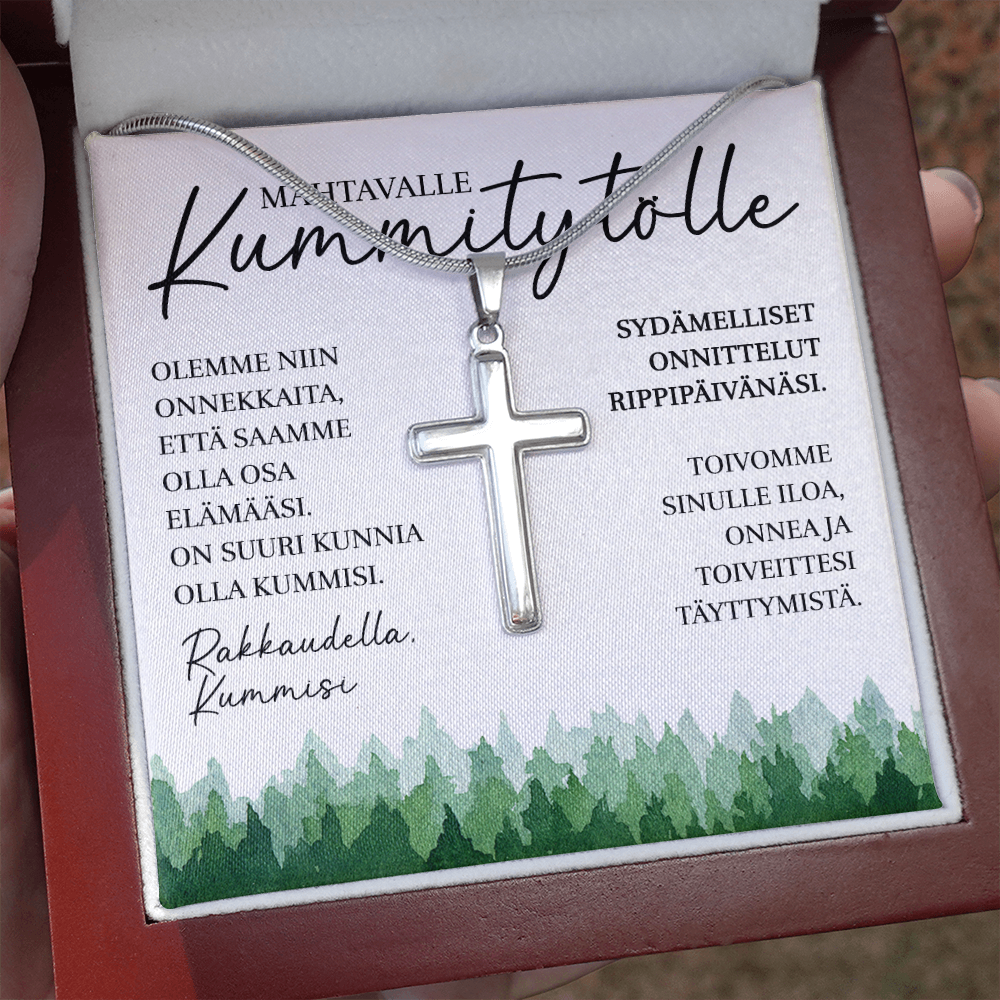 MAHTAVALLE
Kummitytölle
OLEMME NIIN
ONNEKKAITA,
ETTÄ SAAMME
OLLA OSA
ELÄMÄÄSI.
ON SUURI KUNNIA
OLLA KUMMISI.
Rakkaudella,
Kummisi
SYDÄMELLISET
ONNITTELUT
RIPPIPÄIVÄNÄSI.
TOIVOMME
SINULLE ILOA,
ONNEA JA
TOIVEITTESI
TÄYTTYMISTÄ.